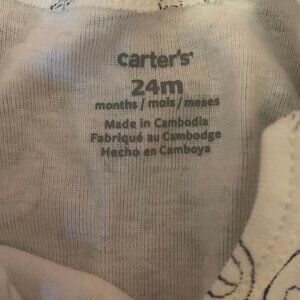 carter's
24m
months / mois / meses
Made in Cambodia
Fabriqué au Cambodge
Hecho en Camboya